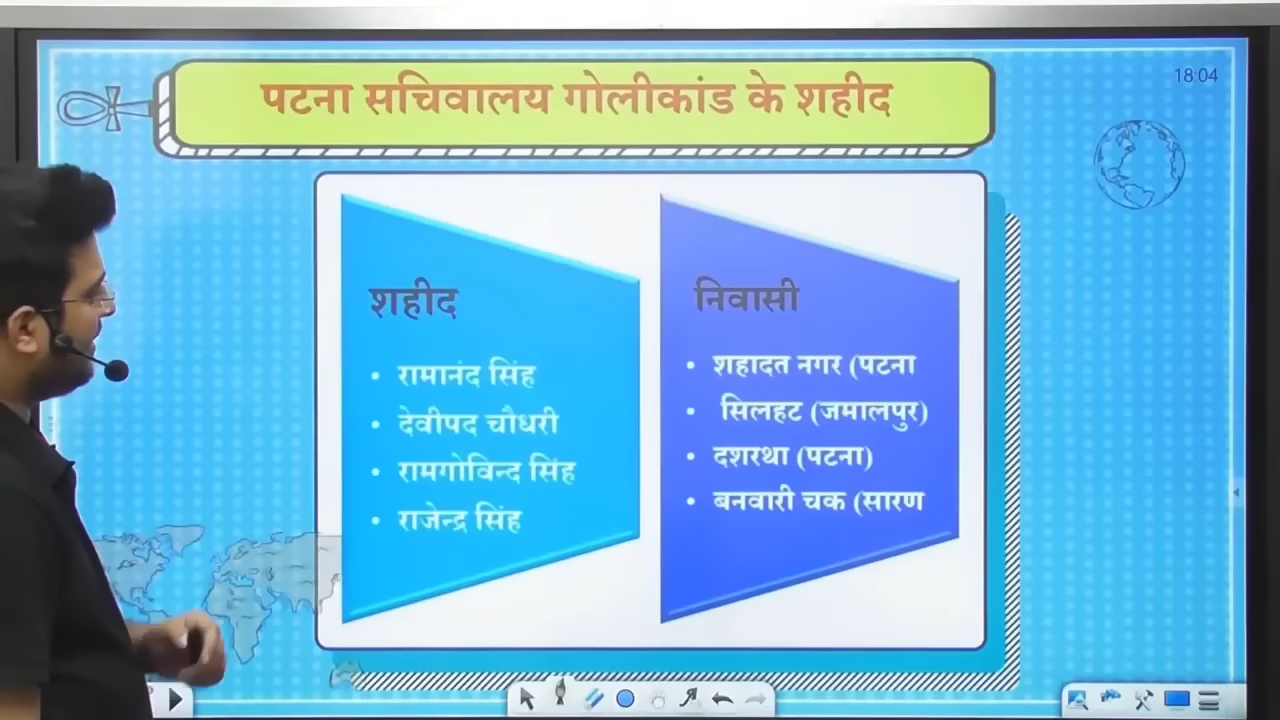 पटना सचिवालय गोलीकांड के शहीद
18:04
शहीद
• रामानंद सिंह
• देवीपद चौधरी
• रामगोविन्द सिंह
• राजेन्द्र सिंह
निवासी
• शहादत नगर (पटना
• सिलहट (जमालपुर)
• दशरथा (पटना)
• बनवारी चक (सारण